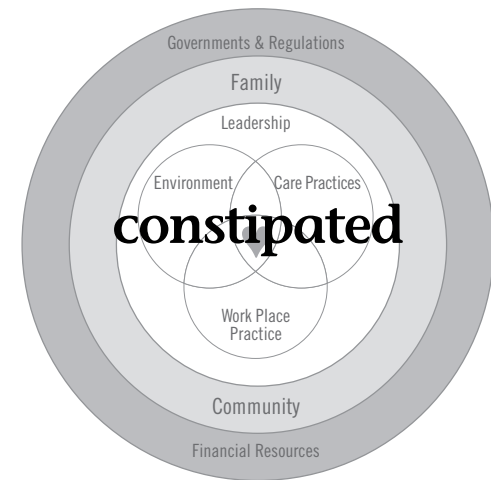 Governments & Regulations
Family
Leadership
Environment
Care Practices
constipated
Work Place
Practice
Community
Financial Resources